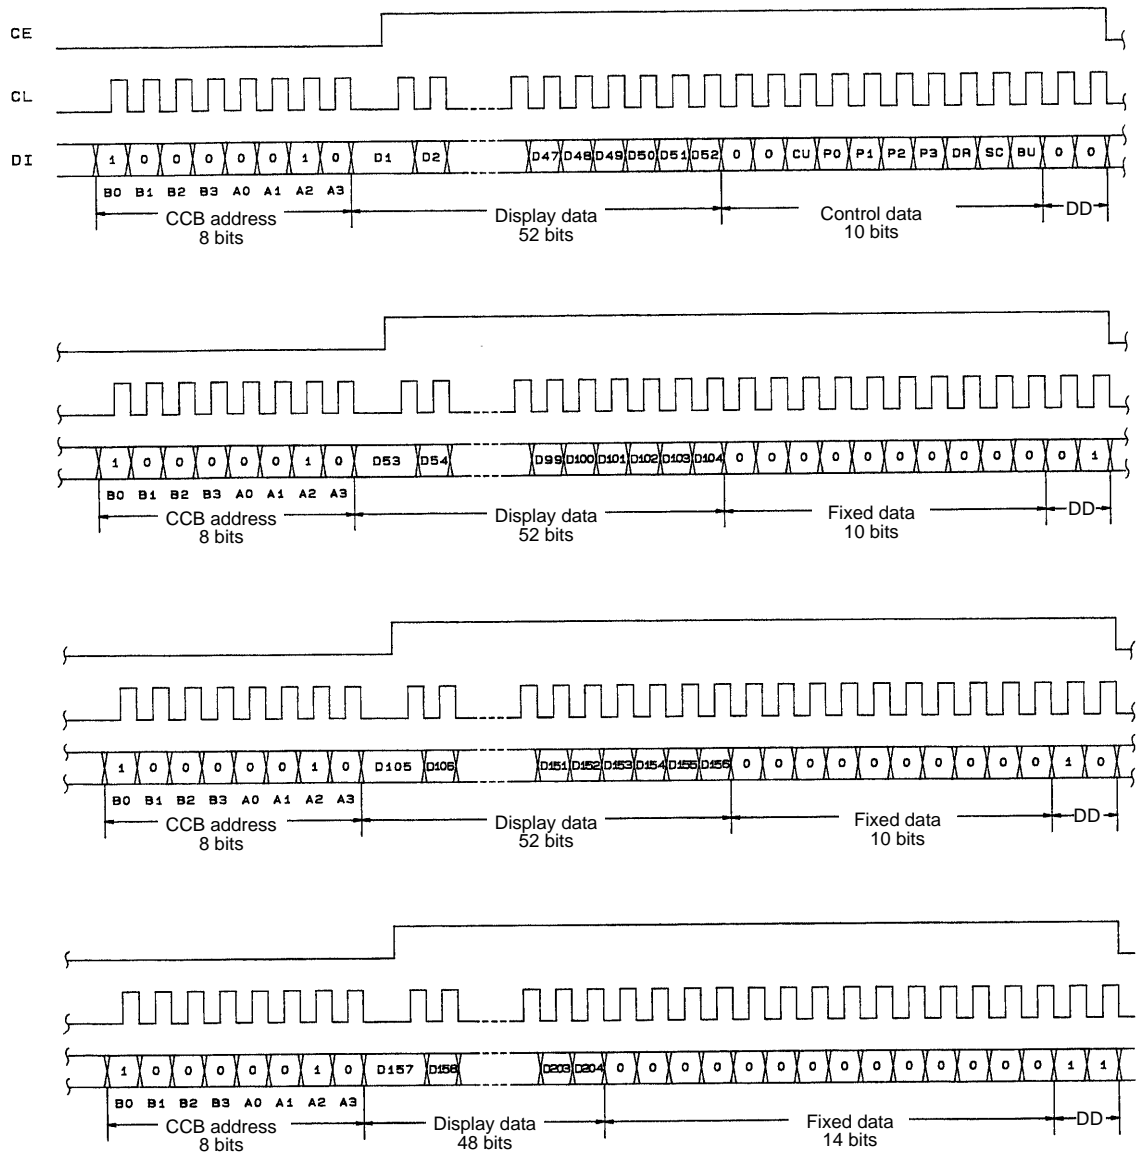 CE
CL
DI 1 0 0 0 0 0 1 0 D1 D2 D47 D48 D49 D50 D51 D52 0 0 CU P0 P1 P2 P3 DR SC BU 0 0
B0 B1 B2 B3 A0 A1 A2 A3
CCB address Display data Control data DD
8 bits 52 bits 10 bits
1 0 0 0 0 0 1 0 D53 D54 D99 D100 D101 D102 D103 D104 0 0 0 0 0 0 0 0 0 0 0 1
B0 B1 B2 B3 A0 A1 A2 A3
CCB address Display data Fixed data DD
8 bits 52 bits 10 bits
1 0 0 0 0 0 1 0 D105 D106 D151 D152 D153 D154 D155 D156 0 0 0 0 0 0 0 0 0 0 1 0
B0 B1 B2 B3 A0 A1 A2 A3
CCB address Display data Fixed data DD
8 bits 52 bits 10 bits
1 0 0 0 0 0 1 0 D157 D158 D203 D204 0 0 0 0 0 0 0 0 0 0 0 0 0 0 1 1
B0 B1 B2 B3 A0 A1 A2 A3
CCB address Display data Fixed data DD
8 bits 48 bits 14 bits